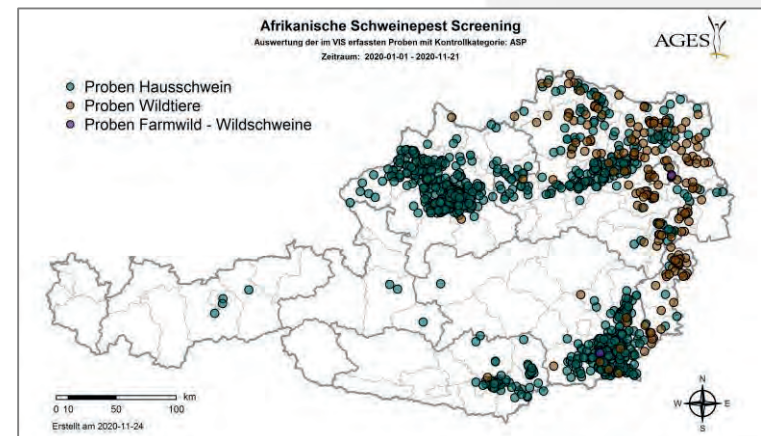 Afrikanische Schweinepest Screening
Auswertung der im VIS erfassten Proben mit Kontrollkategorie: ASP
Zeitraum: 2020-01-01 - 2020-11-21
AGES
Proben Hausschwein
Proben Wildtiere
Proben Farmwild - Wildschweine
km
0 10 50 100
Erstellt am 2020-11-24
N
W E
S